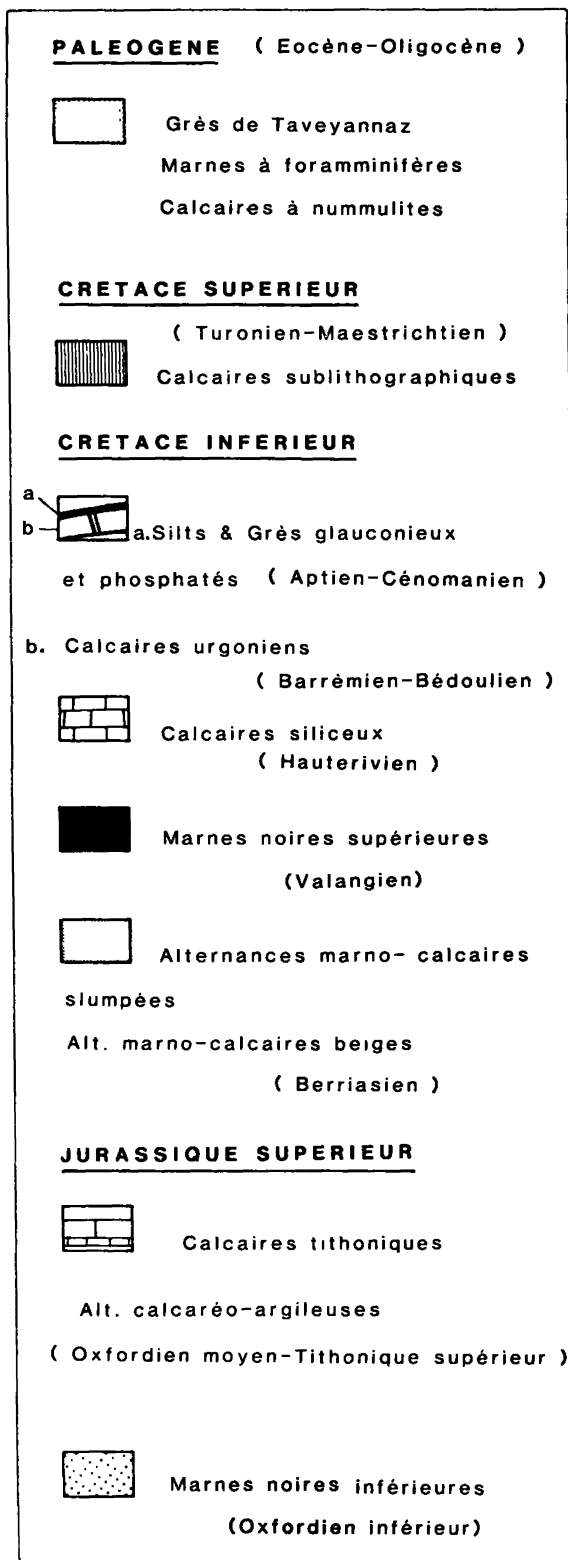 PALEOGENE ( Eocène-Oligocène )
Grès de Taveyannaz
Marnes à foramminifères
Calcaires à nummulites
CRETACE SUPERIEUR
( Turonien-Maestrichtien )
Calcaires sublithographiques
CRETACE INFERIEUR
a
b
a.Silts & Grès glauconieux
et phosphatés ( Aptien-Cénomanien )
b. Calcaires urgoniens
( Barrèmien-Bédoulien )
Calcaires siliceux
( Hauterivien )
Marnes noires supérieures
(Valangien)
Alternances marno- calcaires
slumpées
Alt. marno-calcaires beiges
( Berriasien )
JURASSIQUE SUPERIEUR
Calcaires tithoniques
Alt. calcaréo-argileuses
( Oxfordien moyen-Tithonique supérieur )
Marnes noires inférieures
(Oxfordien inférieur)